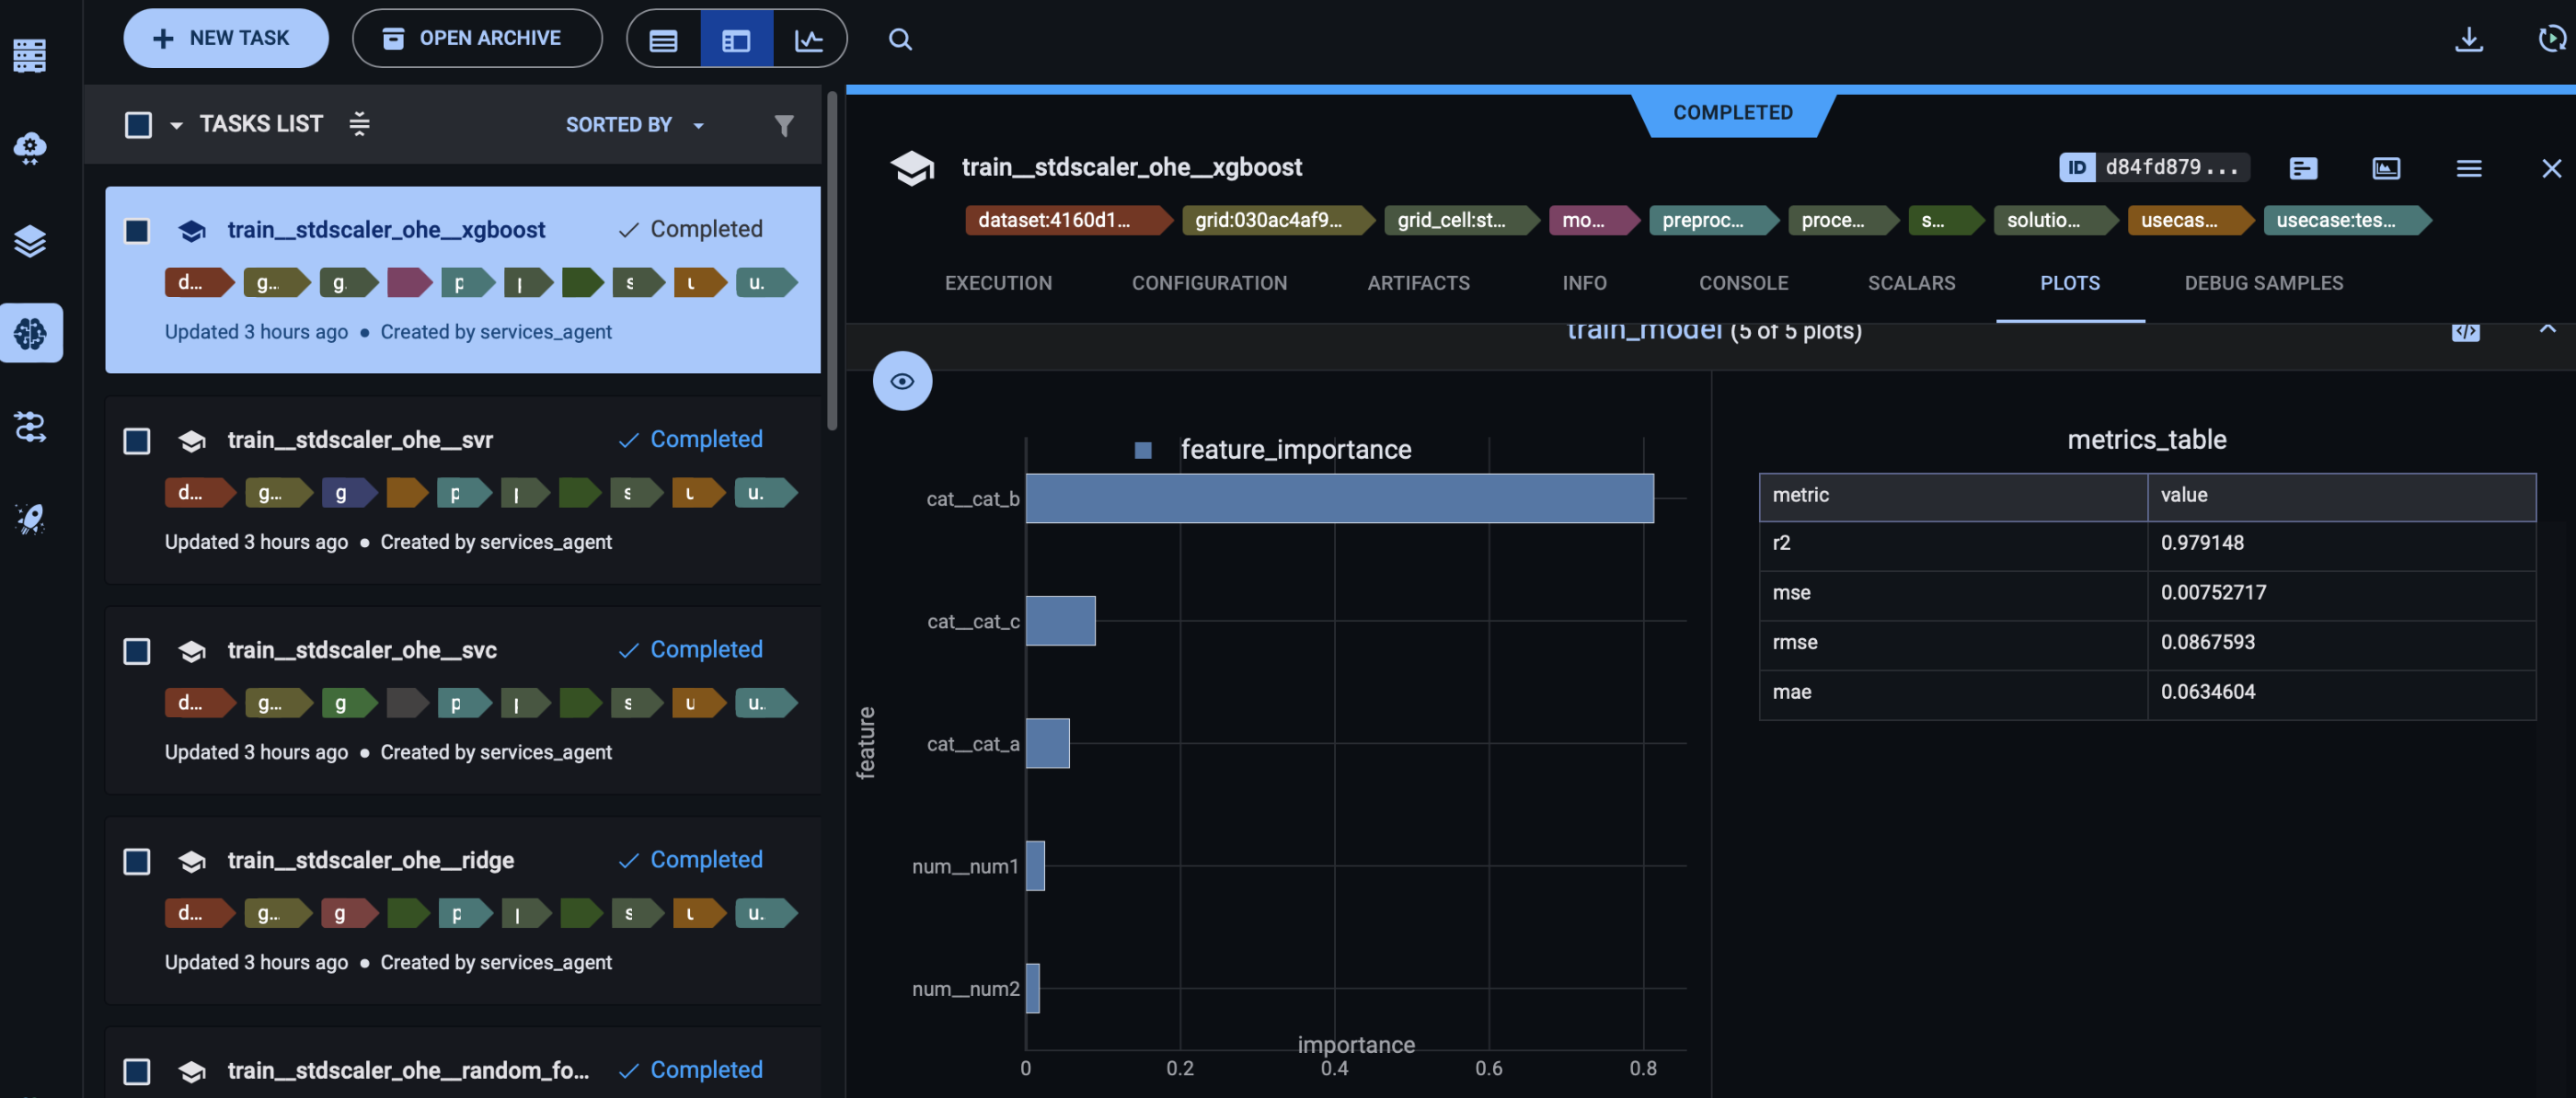 NEW TASK
OPEN ARCHIVE
TASKS LIST
SORTED BY
train__stdscaler_ohe__xgboost
Completed
d...
g...
g.
p
s
u.
Updated 3 hours ago • Created by services_agent
train__stdscaler_ohe__svr
Completed
d...
g...
g
p
s
u.
Updated 3 hours ago • Created by services_agent
train__stdscaler_ohe__svc
Completed
d...
g...
g
p
s
u
u.
Updated 3 hours ago • Created by services_agent
train__stdscaler_ohe__ridge
Completed
d...
g...
g
p
s
u.
Updated 3 hours ago • Created by services_agent
train__stdscaler_ohe__random_fo...
Completed
COMPLETED
train__stdscaler_ohe__xgboost
ID d84fd879...
dataset:4160d1...
grid:030ac4af9...
grid_cell:st...
mo...
preproc...
proce...
s...
solutio...
usecas...
usecase:tes...
EXECUTION
CONFIGURATION
ARTIFACTS
INFO
CONSOLE
SCALARS
PLOTS
DEBUG SAMPLES
train_model (5 of 5 plots)
feature_importance
cat__cat_b
cat__cat_c
cat__cat_a
num__num1
num__num2
feature
importance
0 0.2 0.4 0.6 0.8
metrics_table
metric value
r2 0.979148
mse 0.00752717
rmse 0.0867593
mae 0.0634604